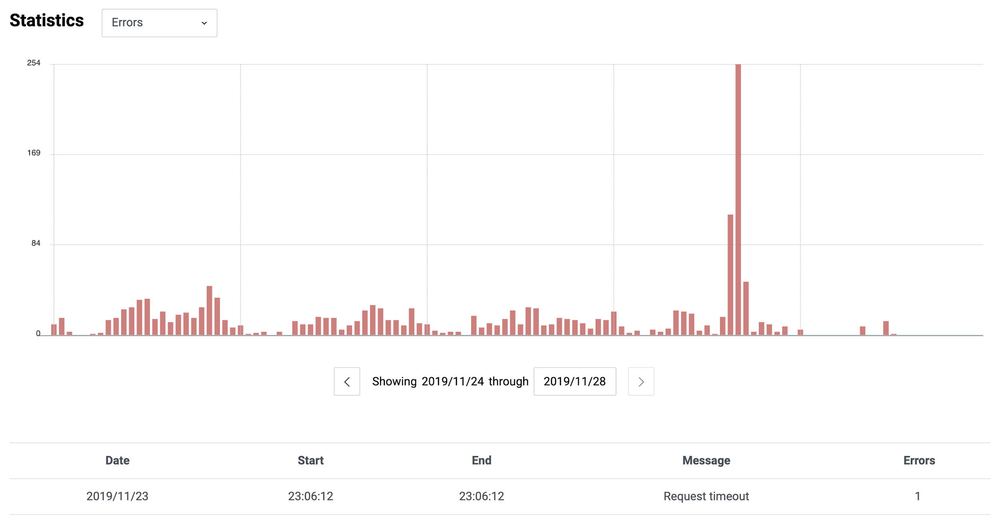 Statistics
Errors
254
169
84
0
Showing 2019/11/24 through 2019/11/28
Date Start End Message Errors
2019/11/23 23:06:12 23:06:12 Request timeout 1